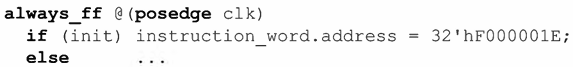 always_ff @(posedge clk)
if (init) instruction_word.address = 32'hF000001E;
else ...